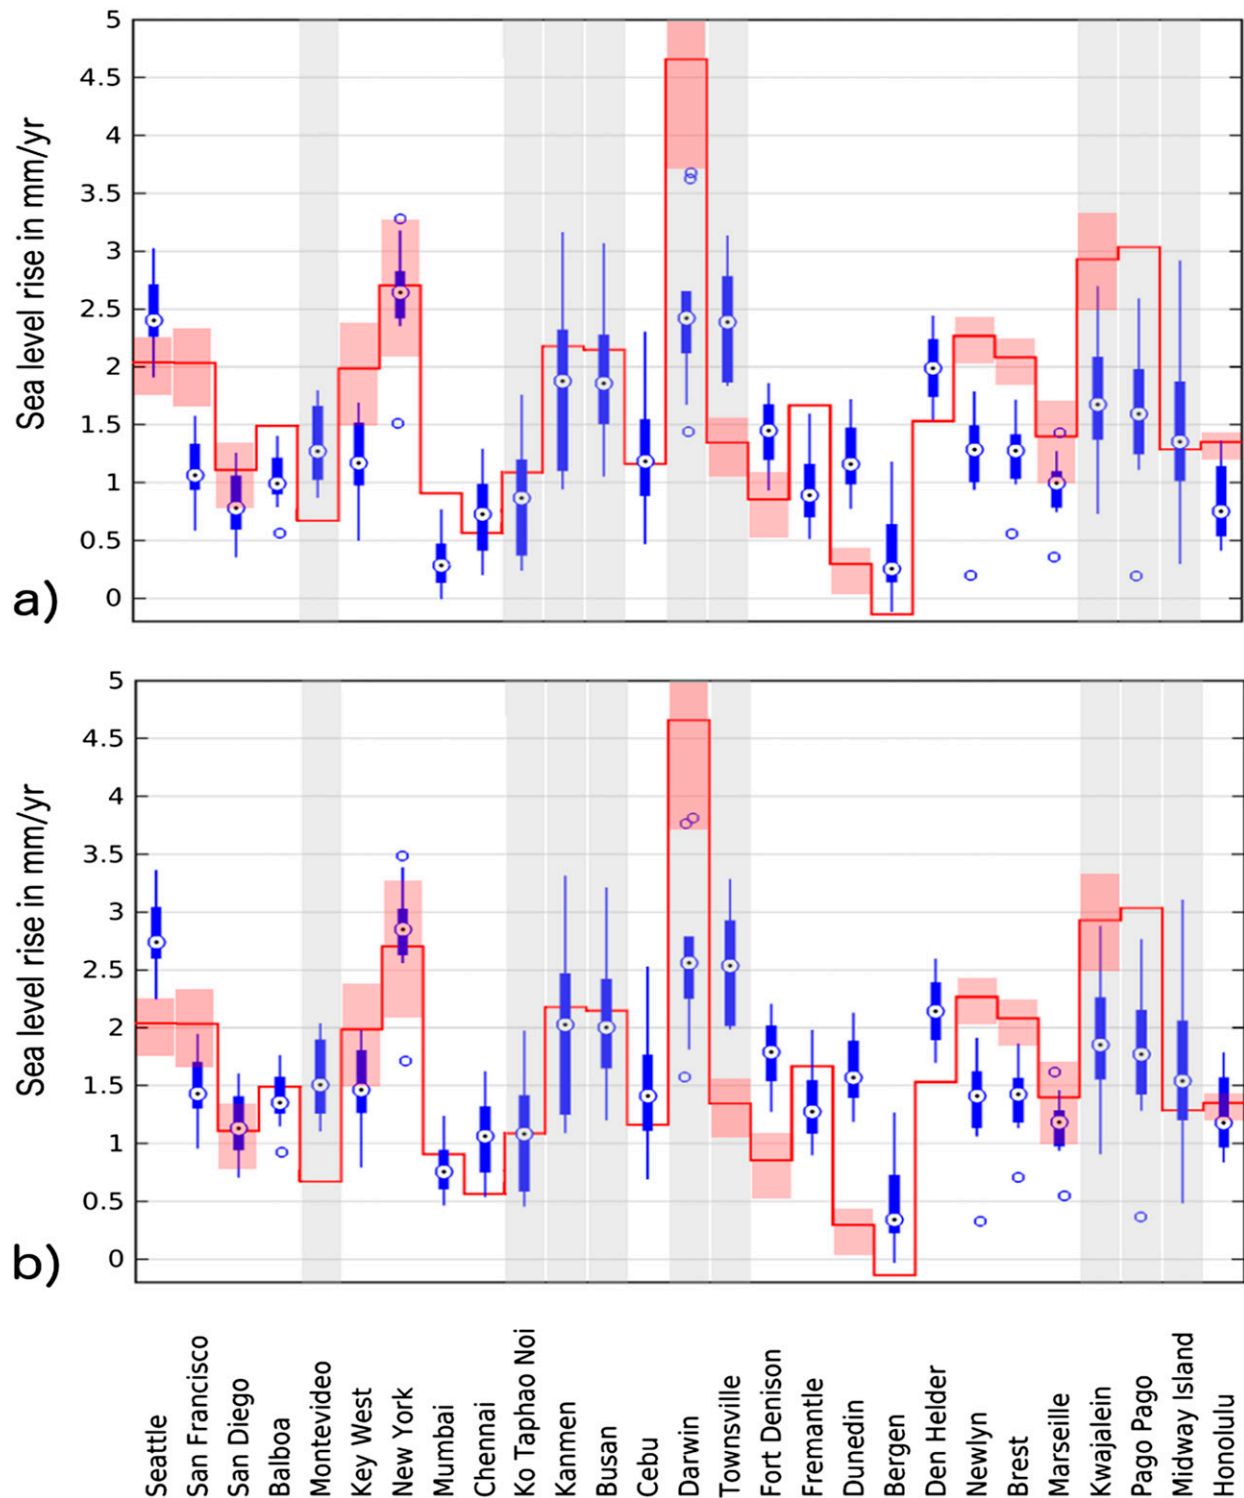 5
4.5
4
3.5
3
2.5
2
1.5
1
0.5
0
Sea level rise in mm/yr
a)
5
4.5
4
3.5
3
2.5
2
1.5
1
0.5
0
Sea level rise in mm/yr
b)
Seattle
San Francisco
San Diego
Balboa
Montevideo
Key West
New York
Mumbai
Chennai
Ko Taphao Noi
Kanmen
Busan
Cebu
Darwin
Townsville
Fort Denison
Fremantle
Dunedin
Bergen
Den Helder
Newlyn
Brest
Marseille
Kwajalein
Pago Pago
Midway Island
Honolulu